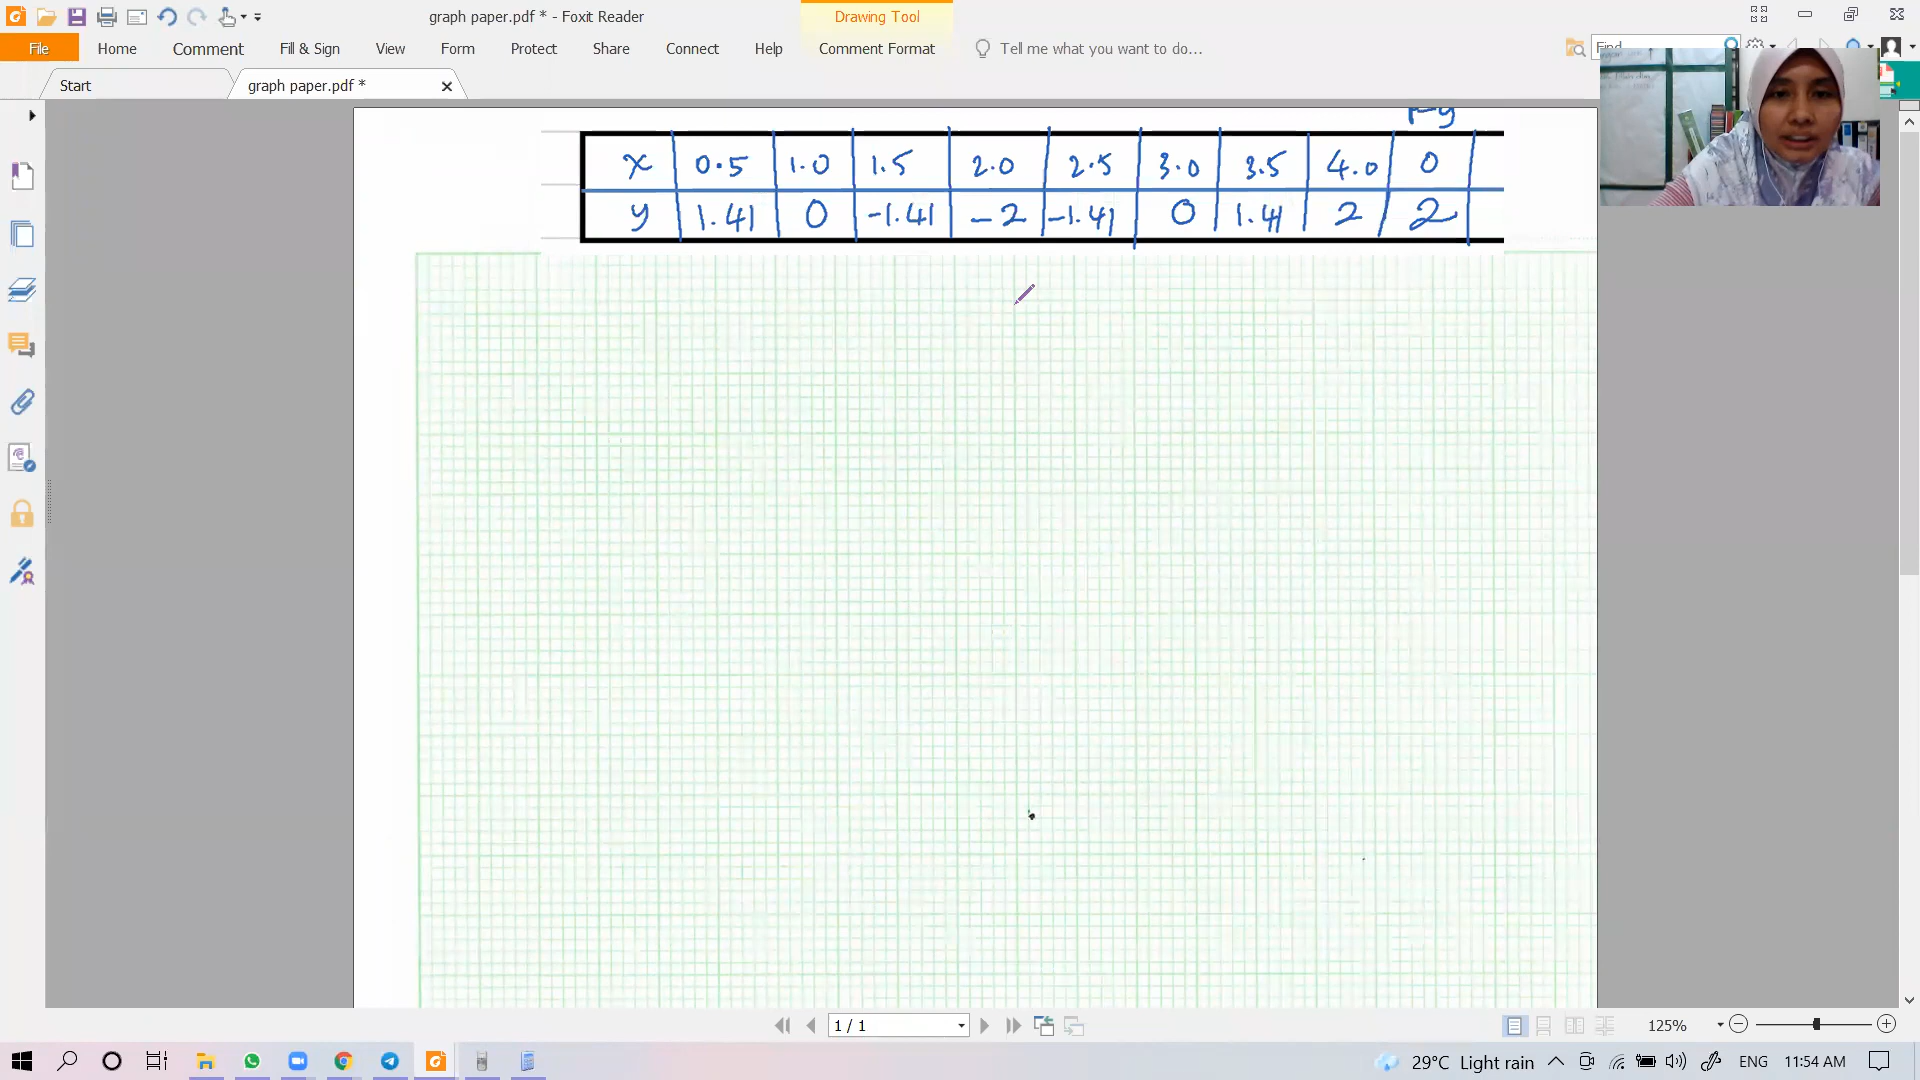 graph paper.pdf * - Foxit Reader
Drawing Tool
File Home Comment Fill & Sign View Form Protect Share Connect Help Comment Format Tell me what you want to do... Find
Start graph paper.pdf *
x 0.5 1.0 1.5 2.0 2.5 3.0 3.5 4.0 0
y 1.41 0 -1.41 -2 -1.41 0 1.41 2 2
1 / 1
125%
29°C Light rain ENG 11:54 AM